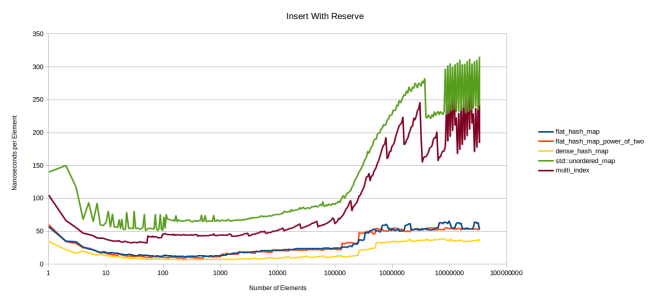 Insert With Reserve
350
300
250
200
150
100
50
0
Nanoseconds per Element
1 10 100 1000 10000 100000 1000000 10000000 100000000
Number of Elements
flat_hash_map
flat_hash_map_power_of_two
dense_hash_map
std::unordered_map
multi_index